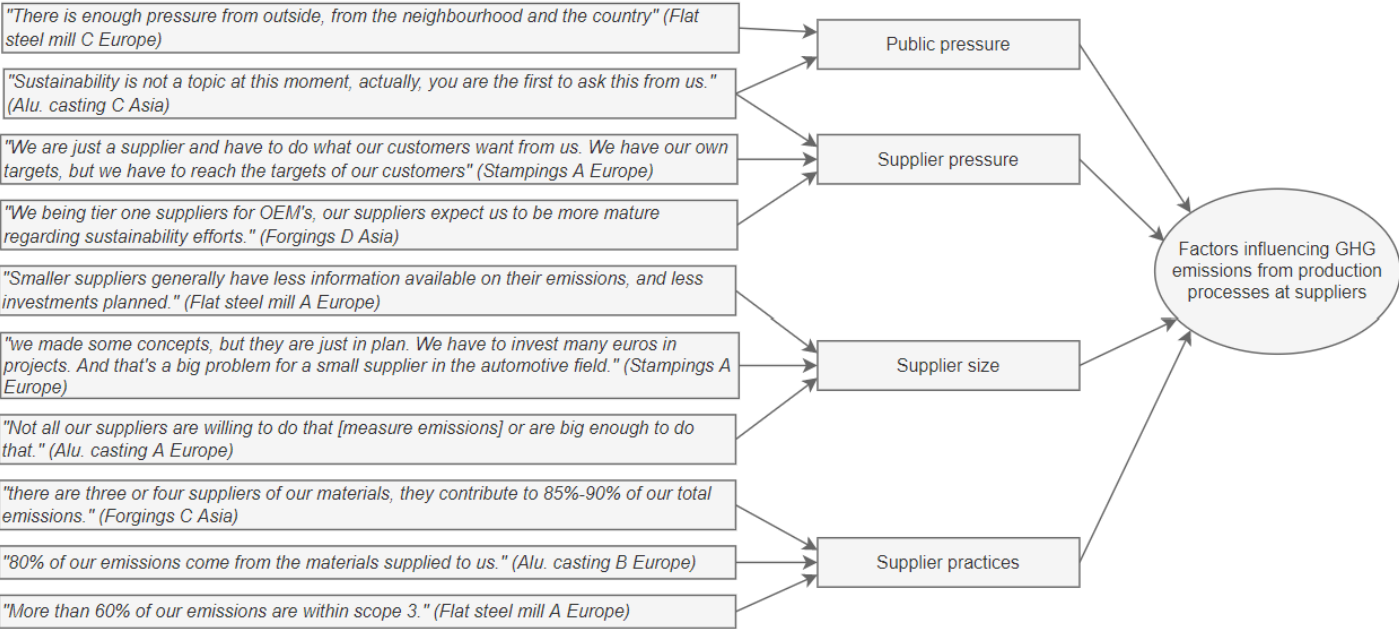 "There is enough pressure from outside, from the neighbourhood and the country" (Flat
steel mill C Europe)
"Sustainability is not a topic at this moment, actually, you are the first to ask this from us."
(Alu. casting C Asia)
"We are just a supplier and have to do what our customers want from us. We have our own
targets, but we have to reach the targets of our customers" (Stampings A Europe)
"We being tier one suppliers for OEM's, our suppliers expect us to be more mature
regarding sustainability efforts." (Forgings D Asia)
"Smaller suppliers generally have less information available on their emissions, and less
investments planned." (Flat steel mill A Europe)
"we made some concepts, but they are just in plan. We have to invest many euros in
projects. And that's a big problem for a small supplier in the automotive field." (Stampings A
Europe)
"Not all our suppliers are willing to do that [measure emissions] or are big enough to do
that." (Alu. casting A Europe)
"there are three or four suppliers of our materials, they contribute to 85%-90% of our total
emissions." (Forgings C Asia)
"80% of our emissions come from the materials supplied to us." (Alu. casting B Europe)
"More than 60% of our emissions are within scope 3." (Flat steel mill A Europe)
Public pressure
Supplier pressure
Supplier size
Supplier practices
Factors influencing GHG
emissions from production
processes at suppliers